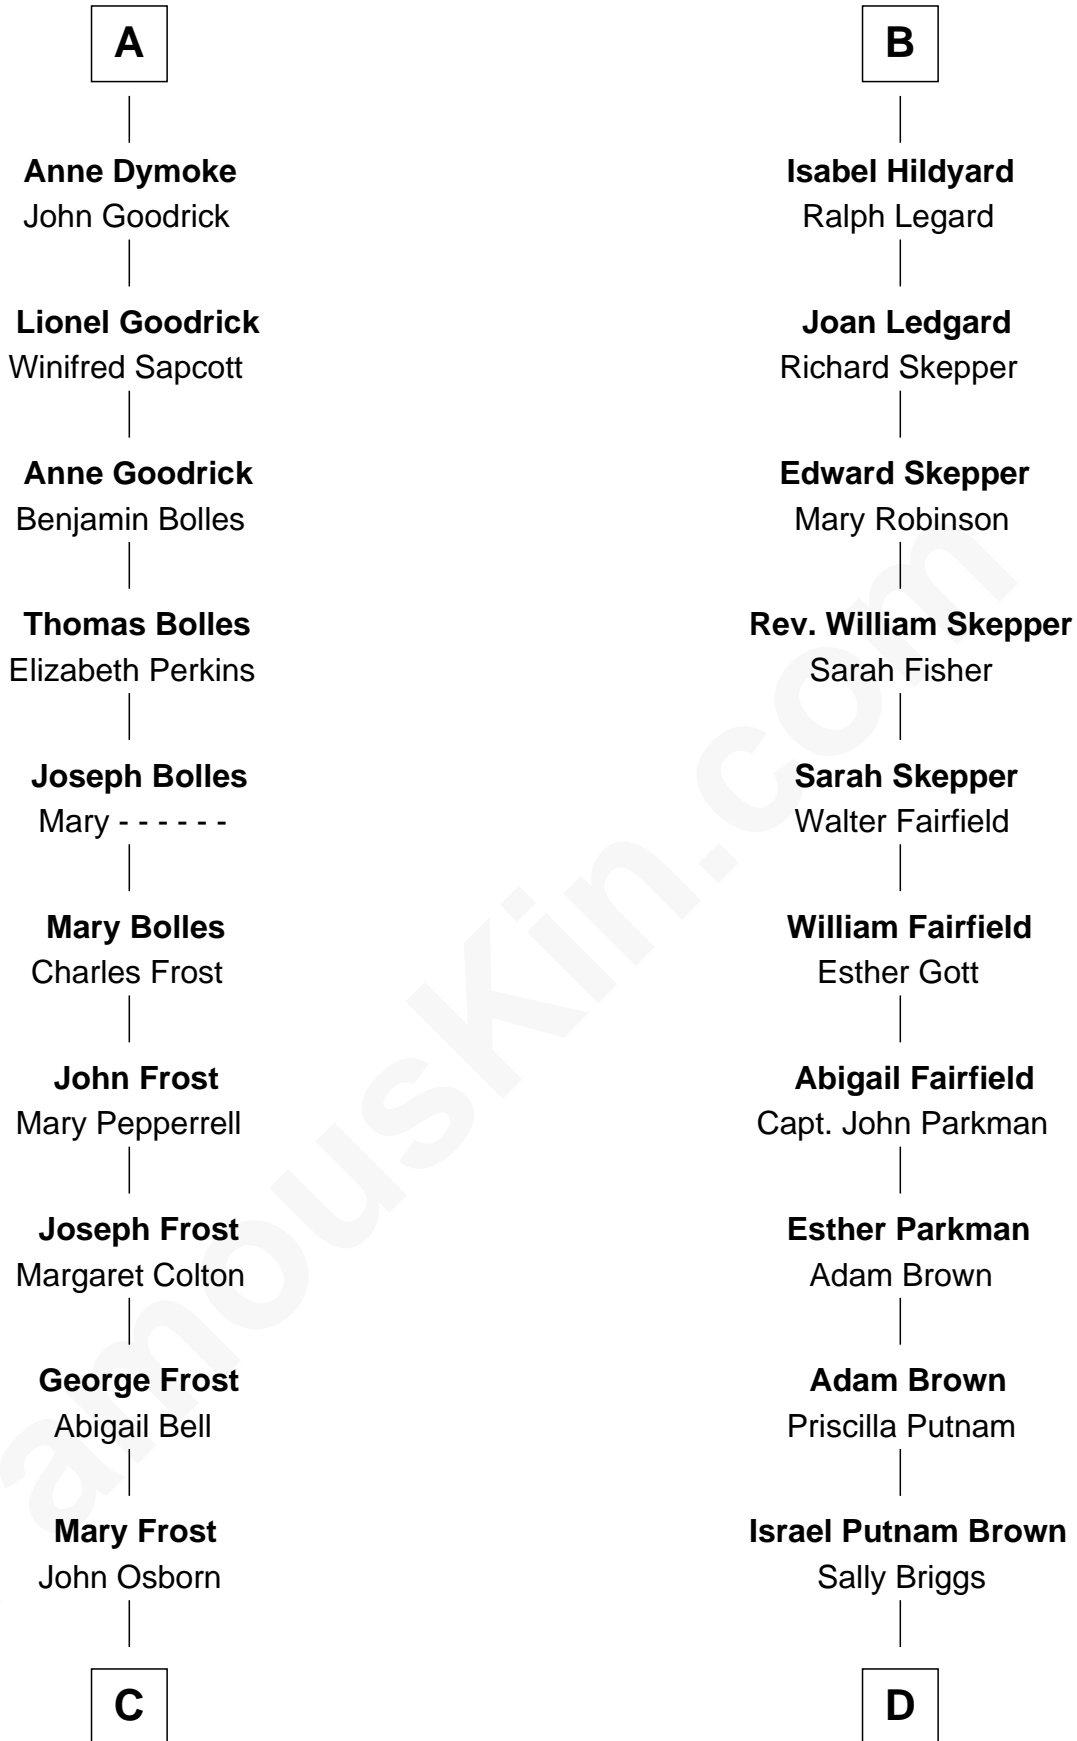 A
Anne Dymoke
John Goodrick
Lionel Goodrick
Winifred Sapcott
Anne Goodrick
Benjamin Bolles
Thomas Bolles
Elizabeth Perkins
Joseph Bolles
Mary - - - - - -
Mary Bolles
Charles Frost
John Frost
Mary Pepperrell
Joseph Frost
Margaret Colton
George Frost
Abigail Bell
Mary Frost
John Osborn
C
B
Isabel Hildyard
Ralph Legard
Joan Ledgard
Richard Skepper
Edward Skepper
Mary Robinson
Rev. William Skepper
Sarah Fisher
Sarah Skepper
Walter Fairfield
William Fairfield
Esther Gott
Abigail Fairfield
Capt. John Parkman
Esther Parkman
Adam Brown
Adam Brown
Priscilla Putnam
Israel Putnam Brown
Sally Briggs
D
amousKin.com